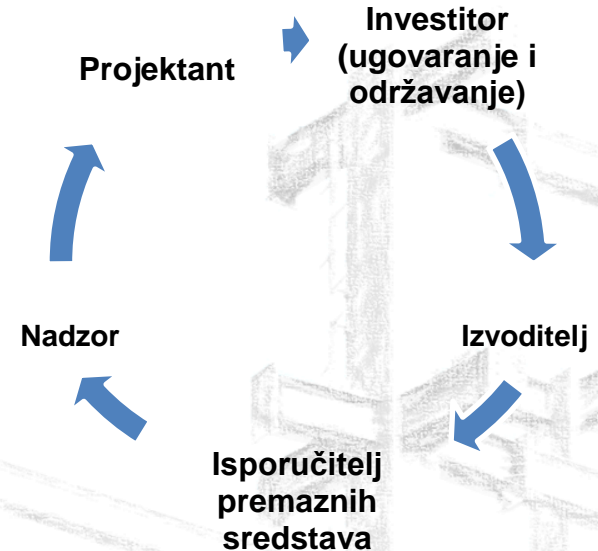 Projektant
Investitor
(ugovaranje i
održavanje)
Nadzor
Izvoditelj
Isporučitelj
premaznih
sredstava